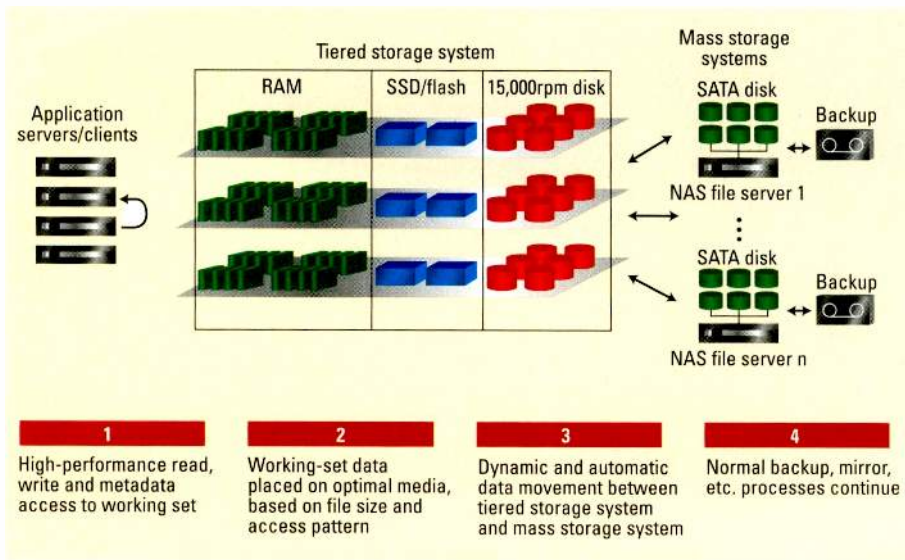 Tiered storage system
Mass storage
systems
RAM
SSD/flash
15,000rpm disk
SATA disk
Application
servers/clients
Backup
NAS file server 1
SATA disk
Backup
NAS file server n
1
High-performance read,
write and metadata
access to working set
2
Working-set data
placed on optimal media,
based on file size and
access pattern
3
Dynamic and automatic
data movement between
tiered storage system
and mass storage system
4
Normal backup, mirror,
etc. processes continue